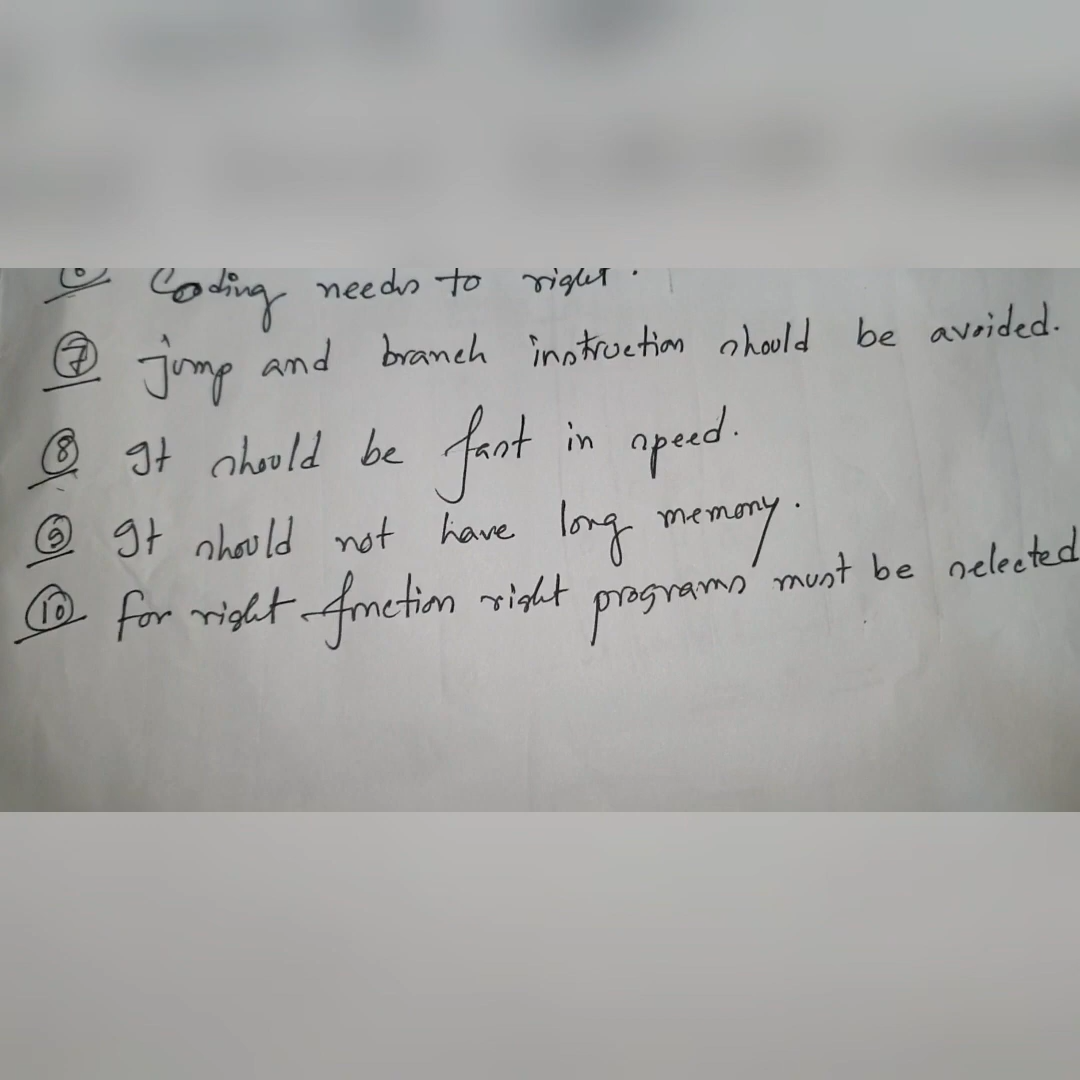 6 Coding needs to right.
7 jump and branch instruction should be avoided.
8 It should be fast in speed.
9 It should not have long memory.
10 for right function right programs must be selected